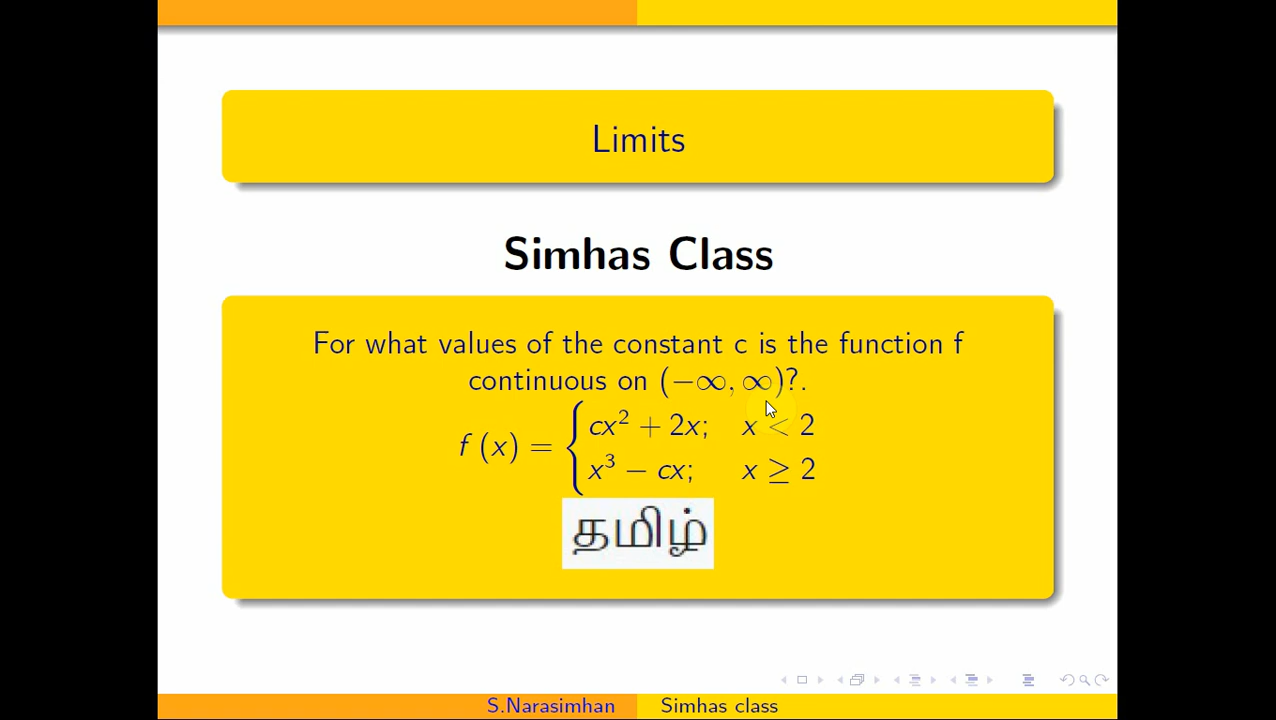 Limits
Simhas Class
For what values of the constant c is the function f
continuous on (−∞, ∞)?.
f (x) = { cx² + 2x; x < 2
x³ − cx; x ≥ 2
தமிழ்
S.Narasimhan Simhas class